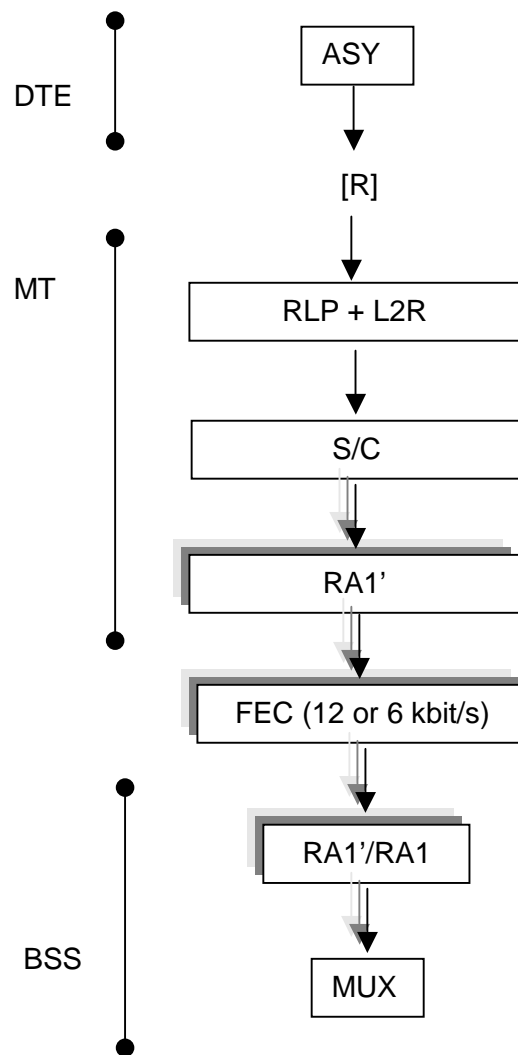 ASY
DTE
[R]
MT
RLP + L2R
S/C
RA1’
FEC (12 or 6 kbit/s)
RA1’/RA1
BSS
MUX